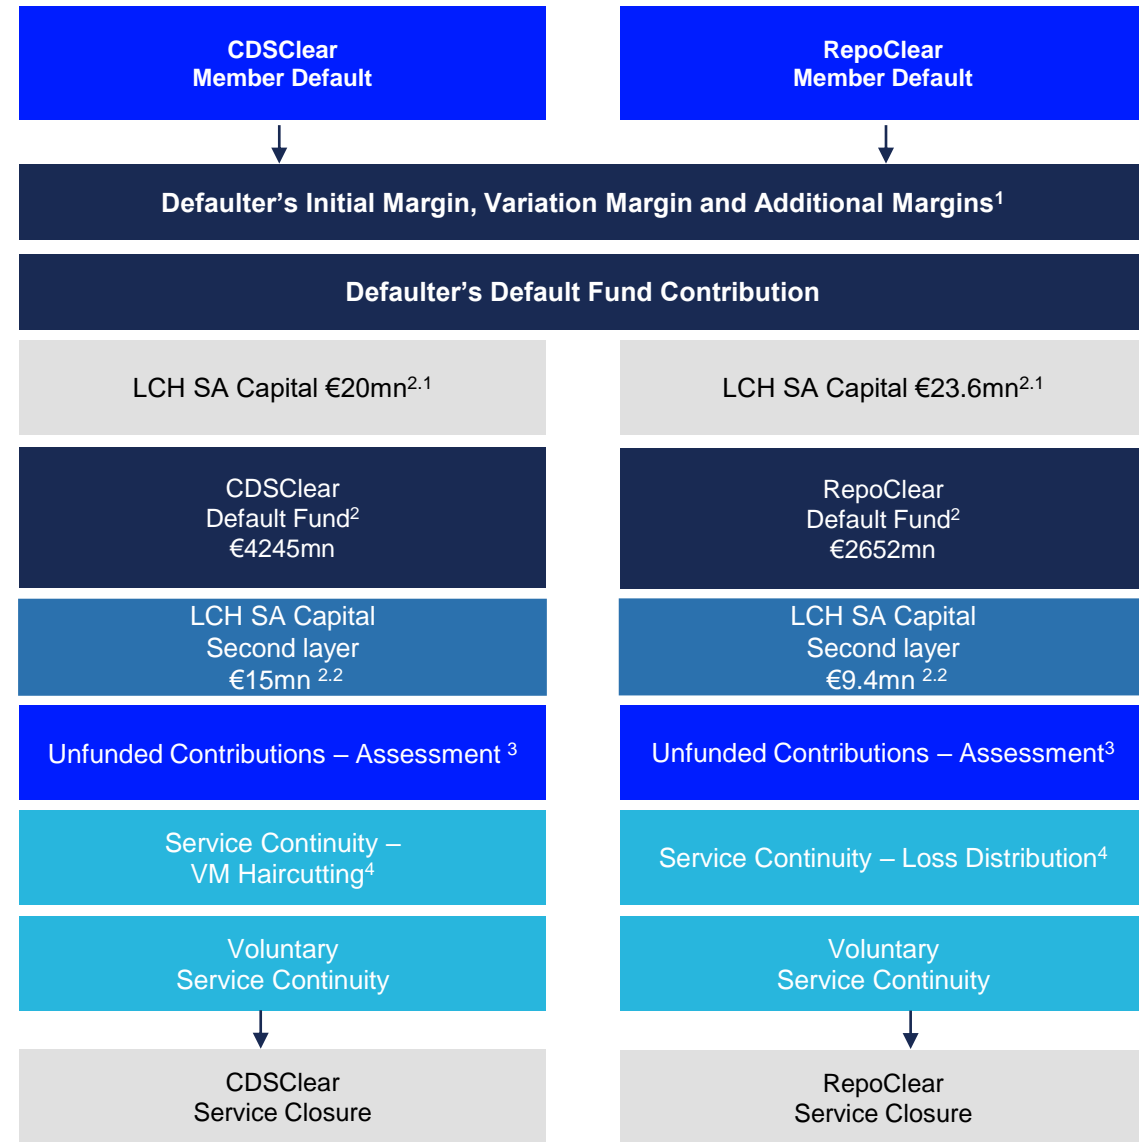 CDSClear
Member Default
RepoClear
Member Default
Defaulter’s Initial Margin, Variation Margin and Additional Margins¹
Defaulter’s Default Fund Contribution
LCH SA Capital €20mn²·¹
LCH SA Capital €23.6mn²·¹
CDSClear
Default Fund²
€4245mn
RepoClear
Default Fund²
€2652mn
LCH SA Capital
Second layer
€15mn ²·²
LCH SA Capital
Second layer
€9.4mn ²·²
Unfunded Contributions – Assessment ³
Unfunded Contributions – Assessment³
Service Continuity –
VM Haircutting⁴
Service Continuity – Loss Distribution⁴
Voluntary
Service Continuity
Voluntary
Service Continuity
CDSClear
Service Closure
RepoClear
Service Closure